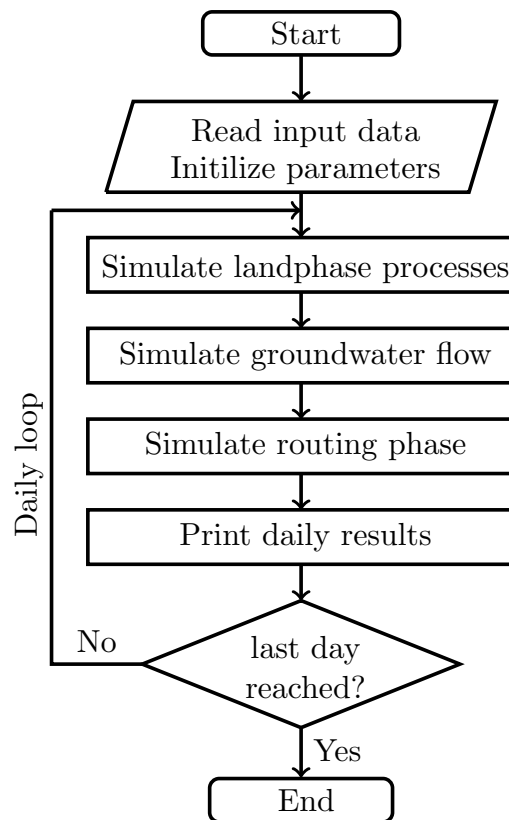 Start
Read input data
Initilize parameters
Simulate landphase processes
Simulate groundwater flow
Simulate routing phase
Print daily results
Daily loop
No
last day
reached?
Yes
End